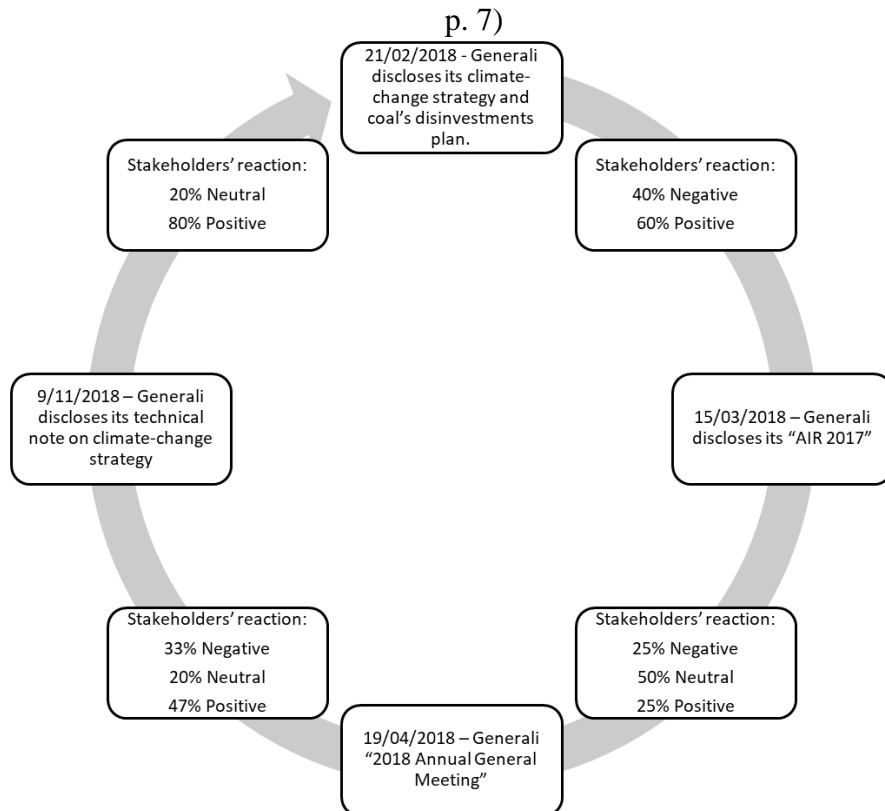 p. 7)
21/02/2018 - Generali
discloses its climate-
change strategy and
coal’s disinvestments
plan.
Stakeholders’ reaction:
40% Negative
60% Positive
15/03/2018 – Generali
discloses its “AIR 2017”
Stakeholders’ reaction:
25% Negative
50% Neutral
25% Positive
19/04/2018 – Generali
“2018 Annual General
Meeting”
Stakeholders’ reaction:
33% Negative
20% Neutral
47% Positive
9/11/2018 – Generali
discloses its technical
note on climate-change
strategy
Stakeholders’ reaction:
20% Neutral
80% Positive